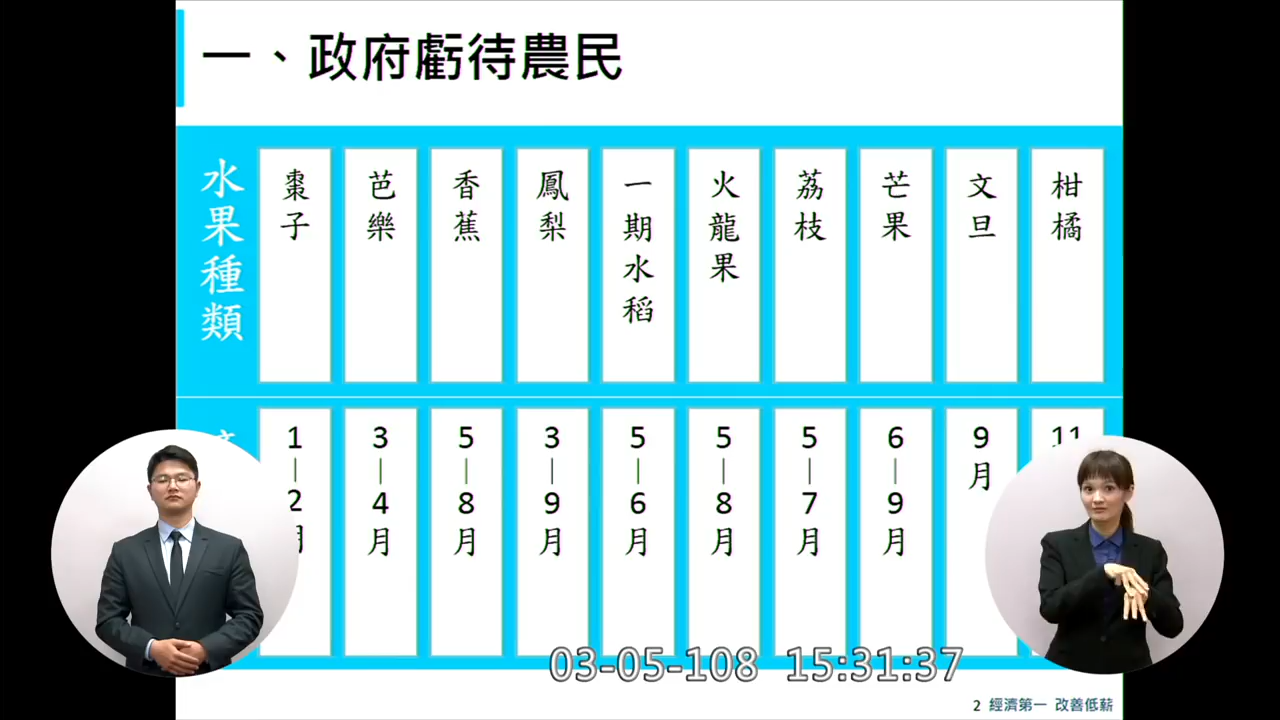 一、政府虧待農民
水果種類
棗子
芭樂
香蕉
鳳梨
一期水稻
火龍果
荔枝
芒果
文旦
柑橘
1|2月
3|4月
5|8月
3|9月
5|6月
5|8月
5|7月
6|9月
9月
11
03-05-108 15:31:37
2 經濟第一 改善低薪